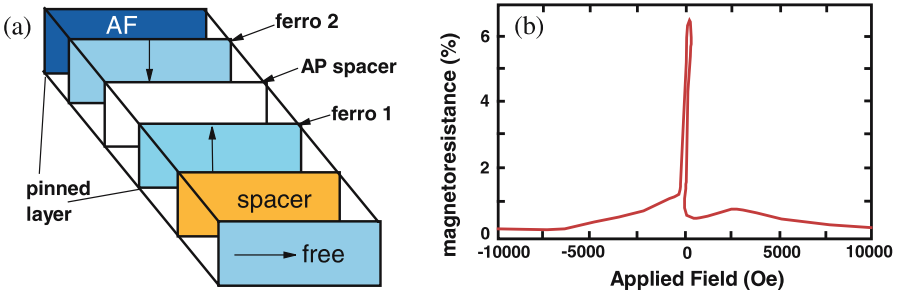 (a)
AF
ferro 2
AP spacer
ferro 1
pinned
layer
spacer
free
(b)
magnetoresistance (%)
6
4
2
1
0
-10000 -5000 0 5000 10000
Applied Field (Oe)